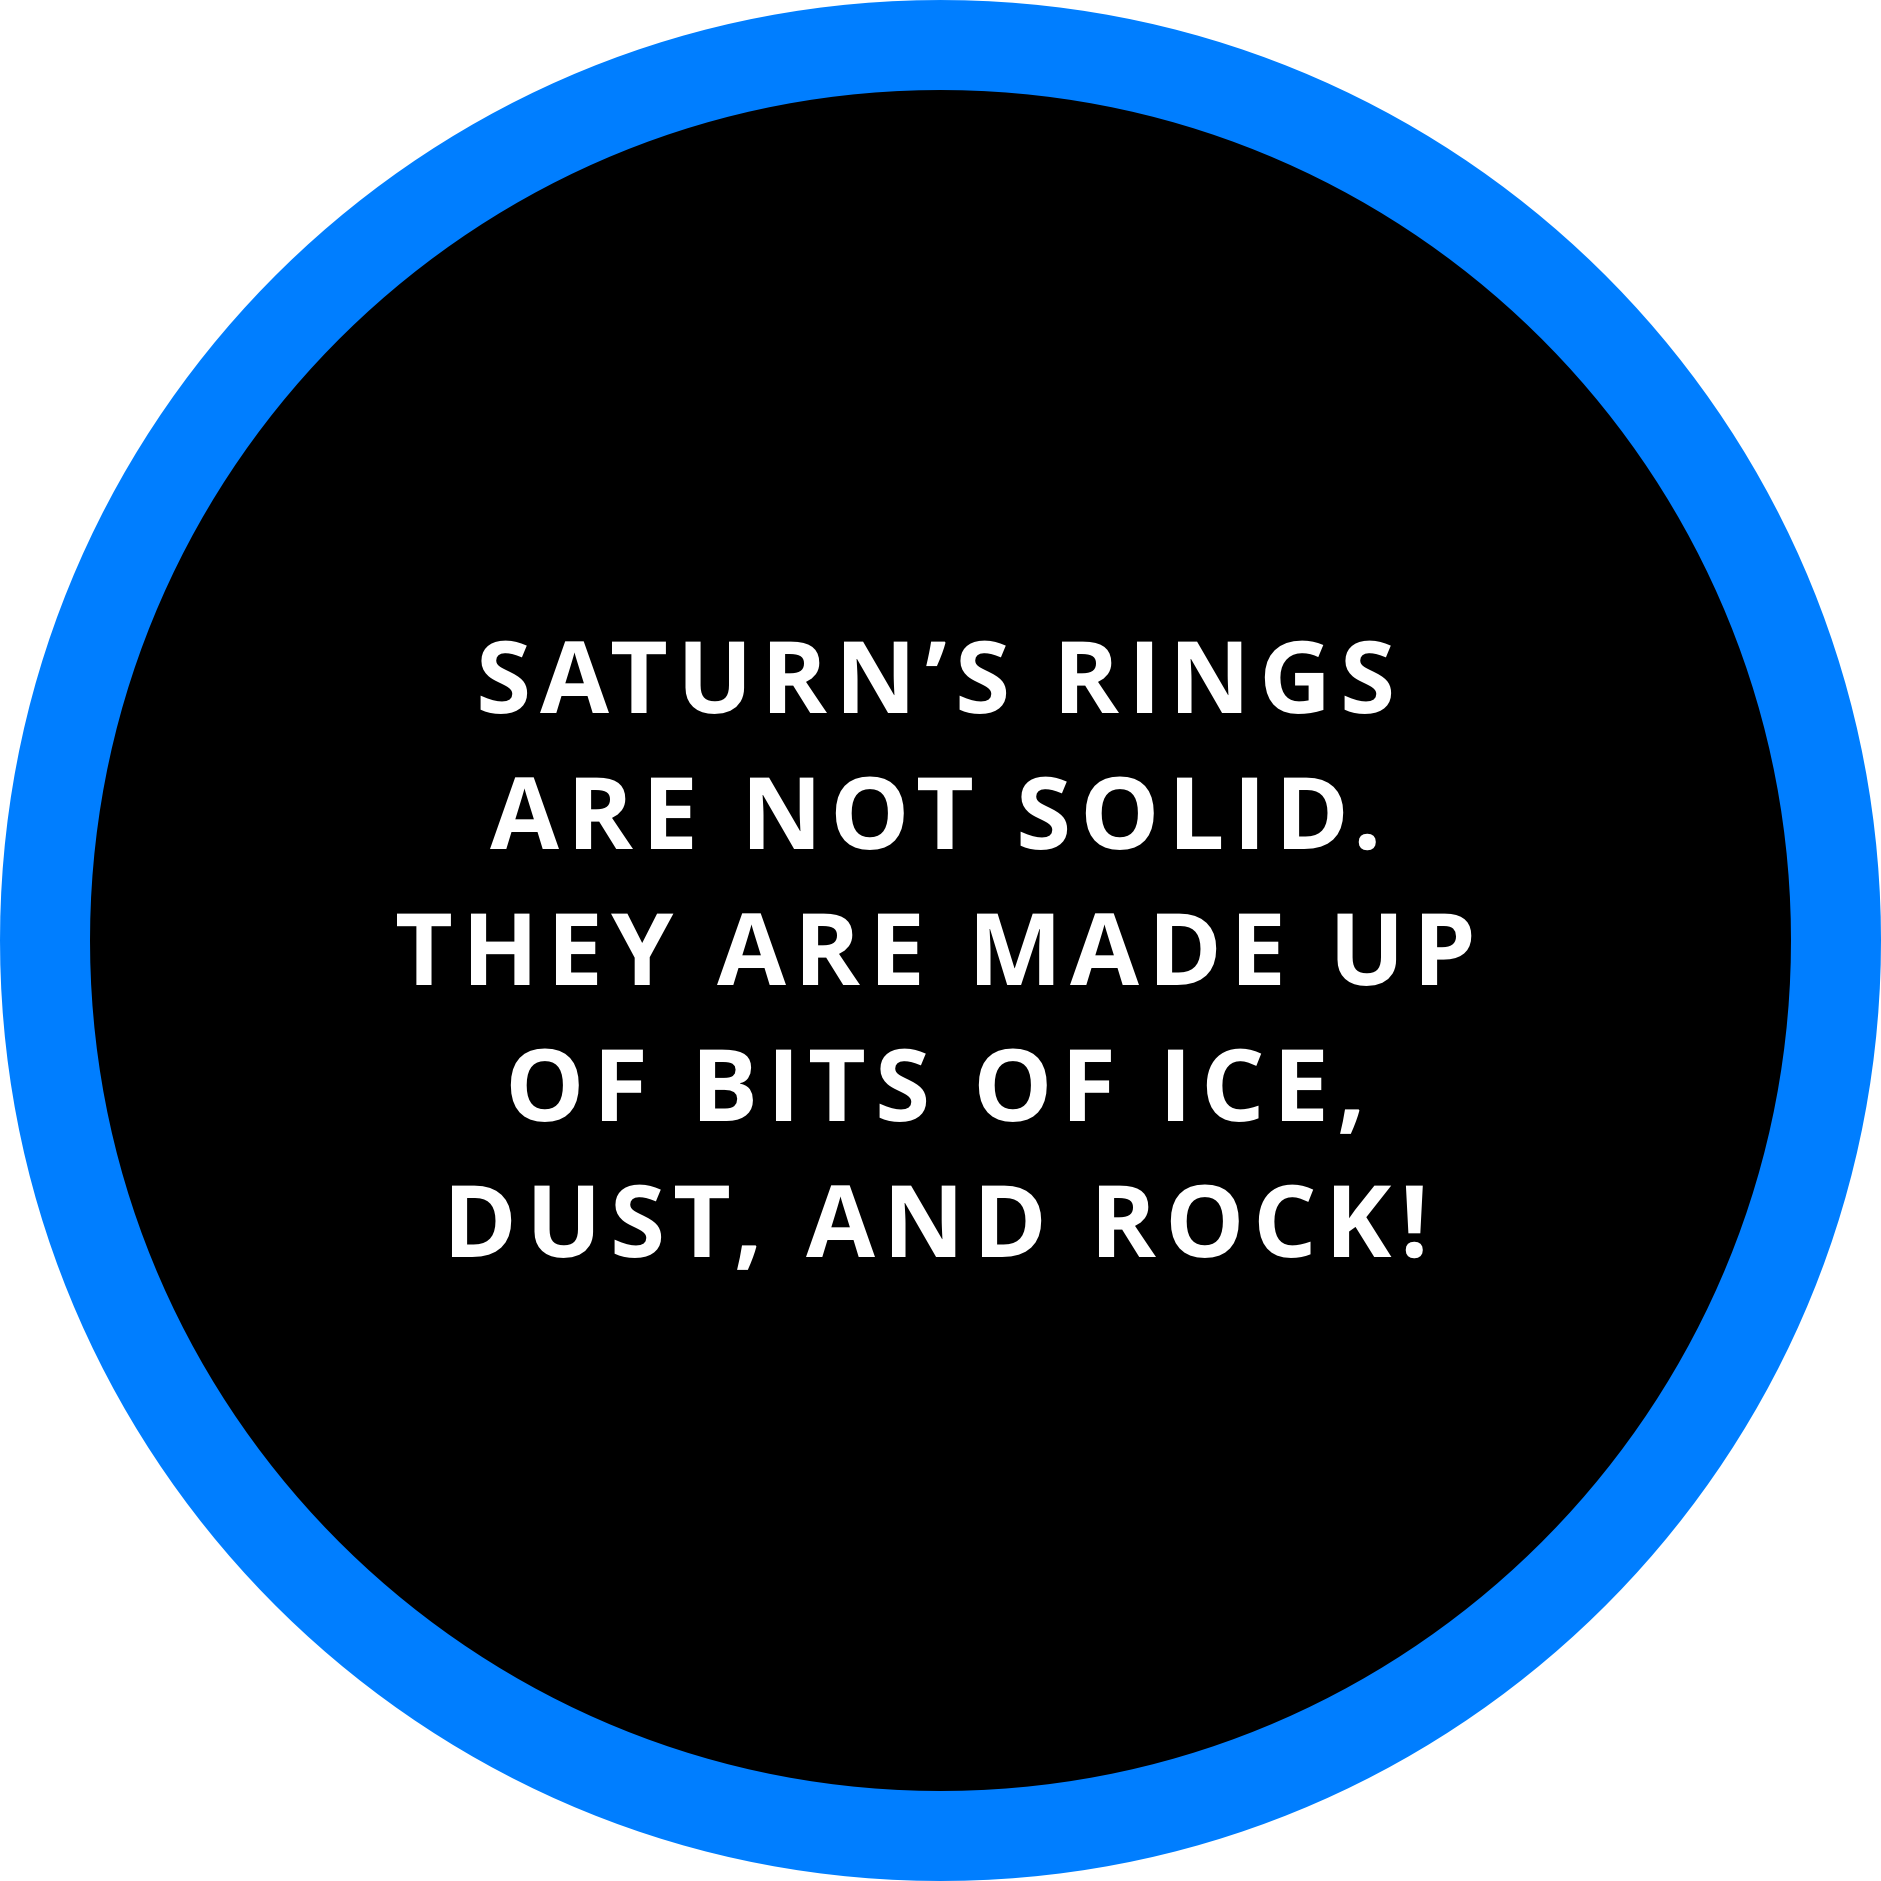 SATURN’S RINGS
ARE NOT SOLID.
THEY ARE MADE UP
OF BITS OF ICE,
DUST, AND ROCK!